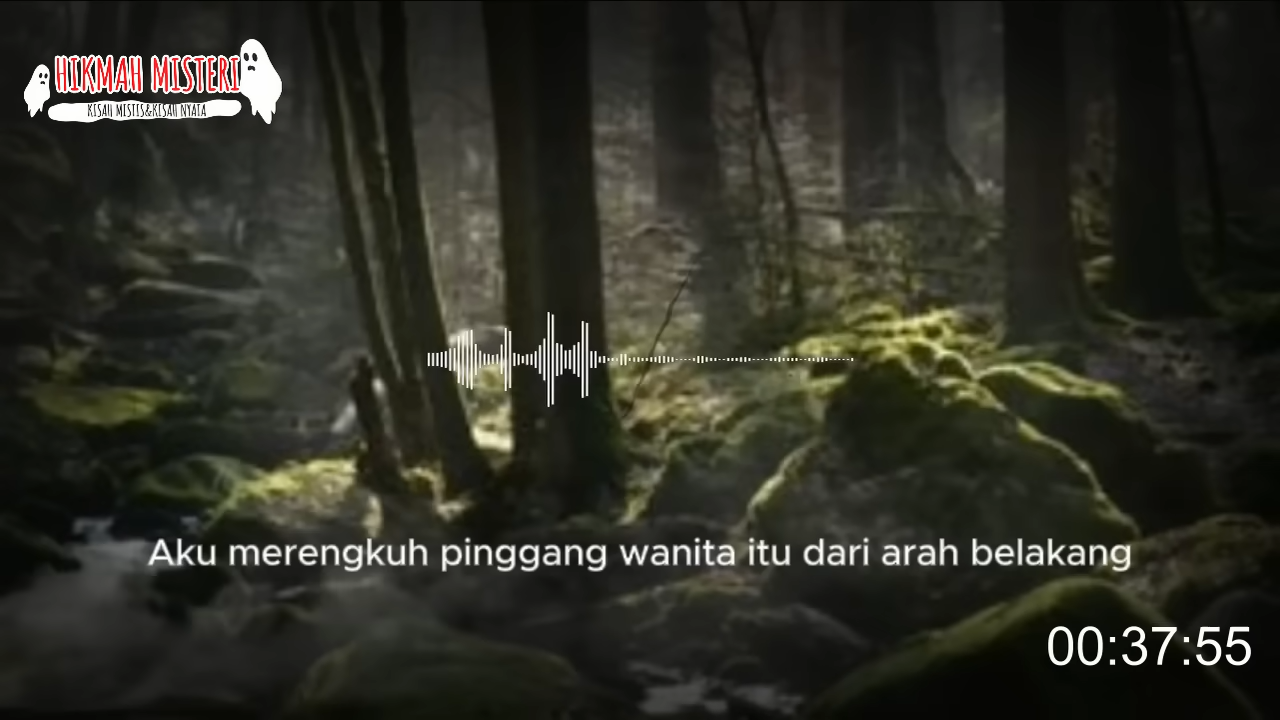 HIKMAH MISTERI
KISAH MISTIS&KISAH NYATA
Aku merengkuh pinggang wanita itu dari arah belakang
00:37:55